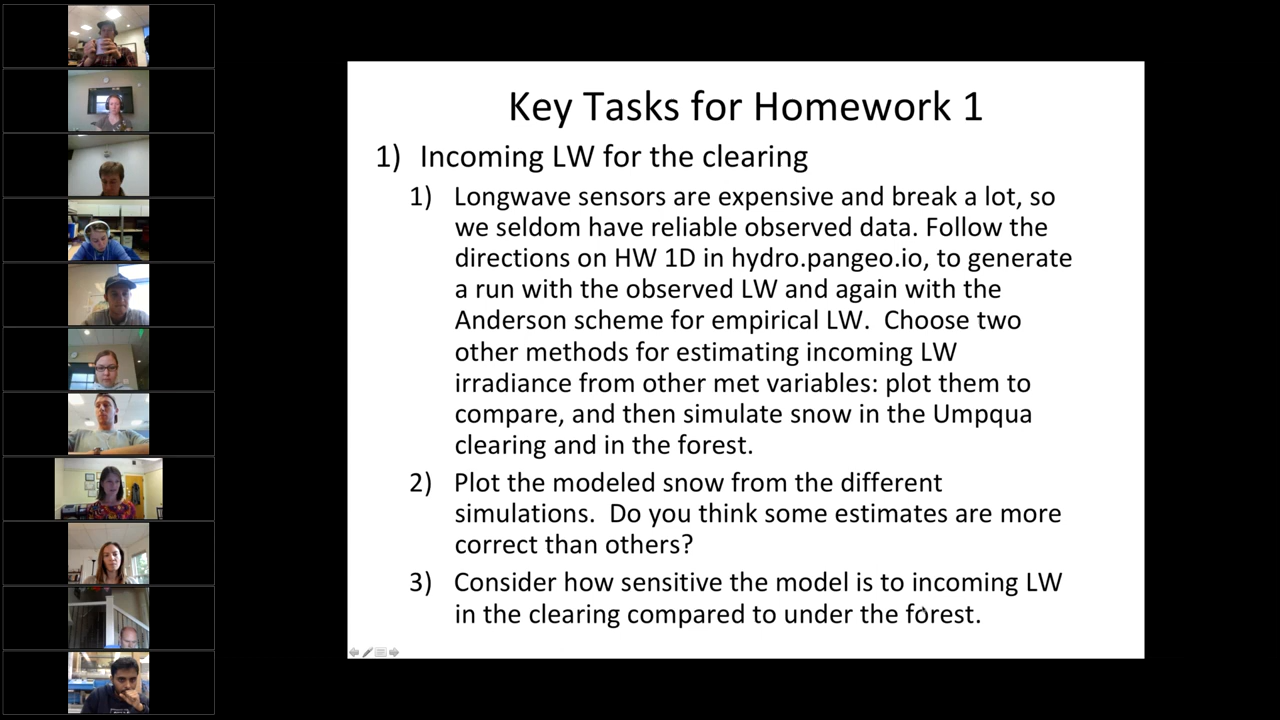 Key Tasks for Homework 1
1) Incoming LW for the clearing
1) Longwave sensors are expensive and break a lot, so
we seldom have reliable observed data. Follow the
directions on HW 1D in hydro.pangeo.io, to generate
a run with the observed LW and again with the
Anderson scheme for empirical LW.  Choose two
other methods for estimating incoming LW
irradiance from other met variables: plot them to
compare, and then simulate snow in the Umpqua
clearing and in the forest.
2) Plot the modeled snow from the different
simulations.  Do you think some estimates are more
correct than others?
3) Consider how sensitive the model is to incoming LW
in the clearing compared to under the forest.